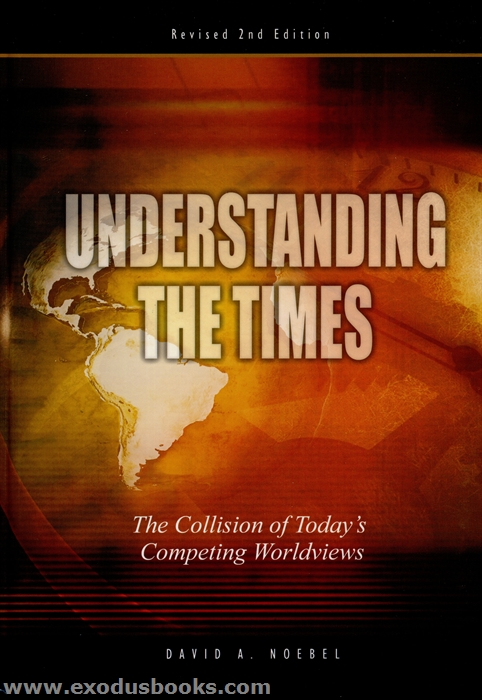 Revised 2nd Edition
UNDERSTANDING
THE TIMES
The Collision of Today's
Competing Worldviews
DAVID A. NOEBEL
www.exodusbooks.com